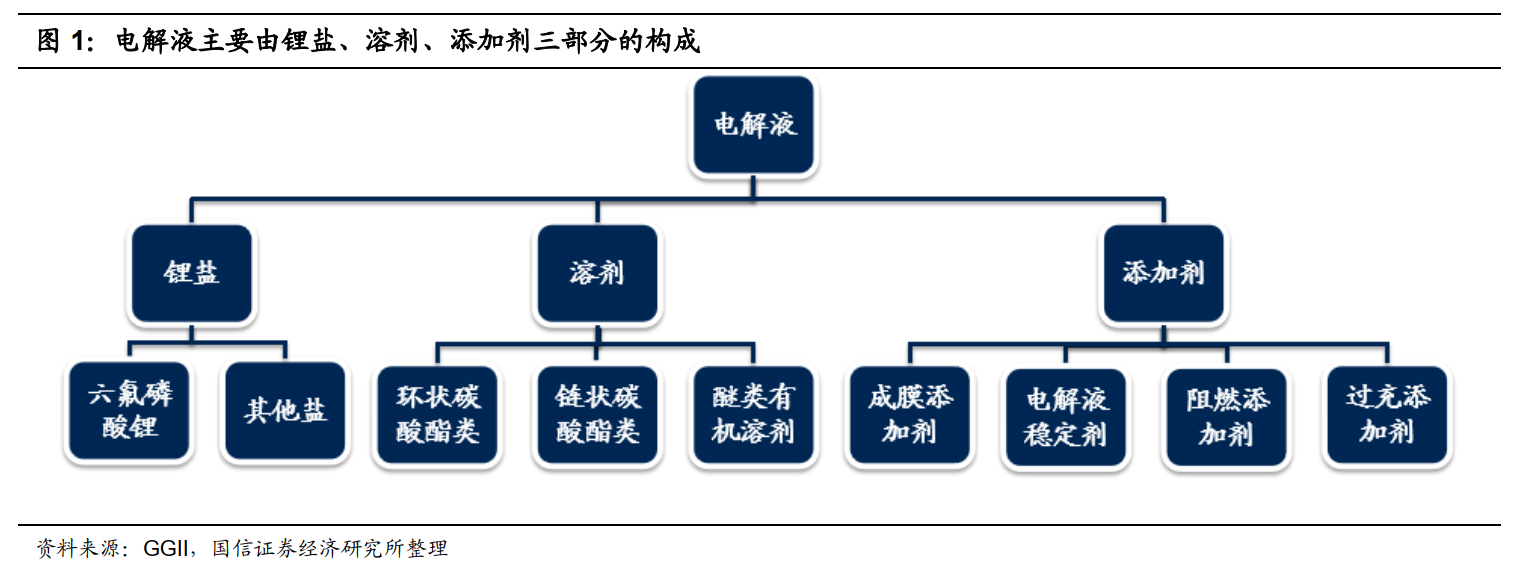 图 1：电解液主要由锂盐、溶剂、添加剂三部分的构成
电解液
锂盐
溶剂
添加剂
六氟磷
酸锂
其他盐
环状碳
酸酯类
链状碳
酸酯类
醚类有
机溶剂
成膜添
加剂
电解液
稳定剂
阻燃添
加剂
过充添
加剂
资料来源：GGII，国信证券经济研究所整理